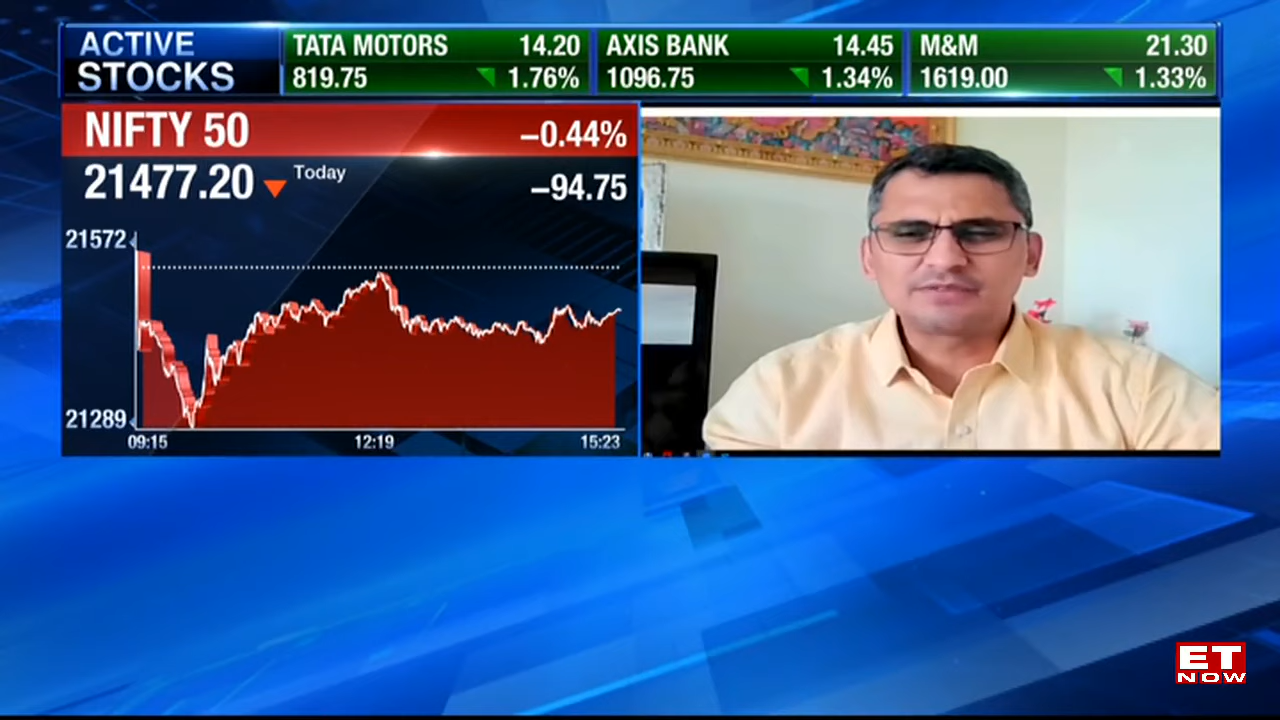 ACTIVE
STOCKS
TATA MOTORS 14.20
819.75 1.76%
AXIS BANK 14.45
1096.75 1.34%
M&M 21.30
1619.00 1.33%
NIFTY 50 –0.44%
21477.20 Today –94.75
21572
21289
09:15 12:19 15:23
ET
NOW